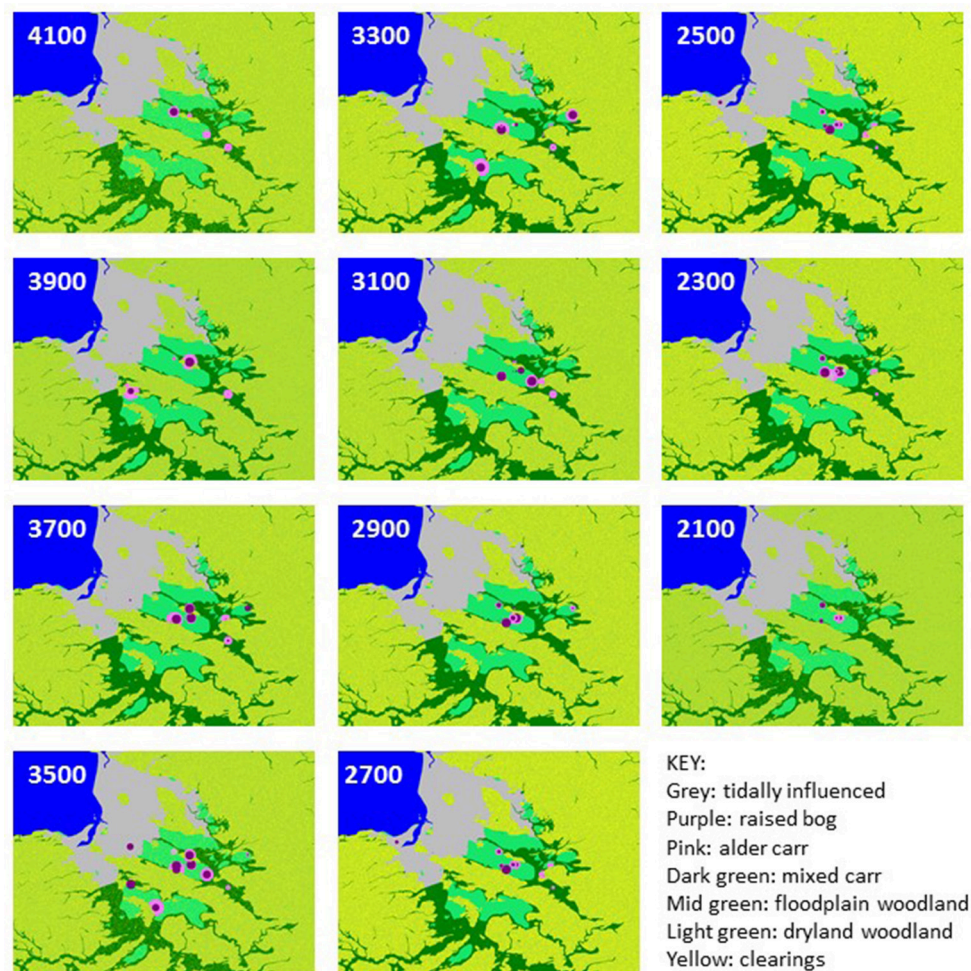 4100
3300
2500
3900
3100
2300
3700
2900
2100
3500
2700
KEY:
Grey: tidally influenced
Purple: raised bog
Pink: alder carr
Dark green: mixed carr
Mid green: floodplain woodland
Light green: dryland woodland
Yellow: clearings